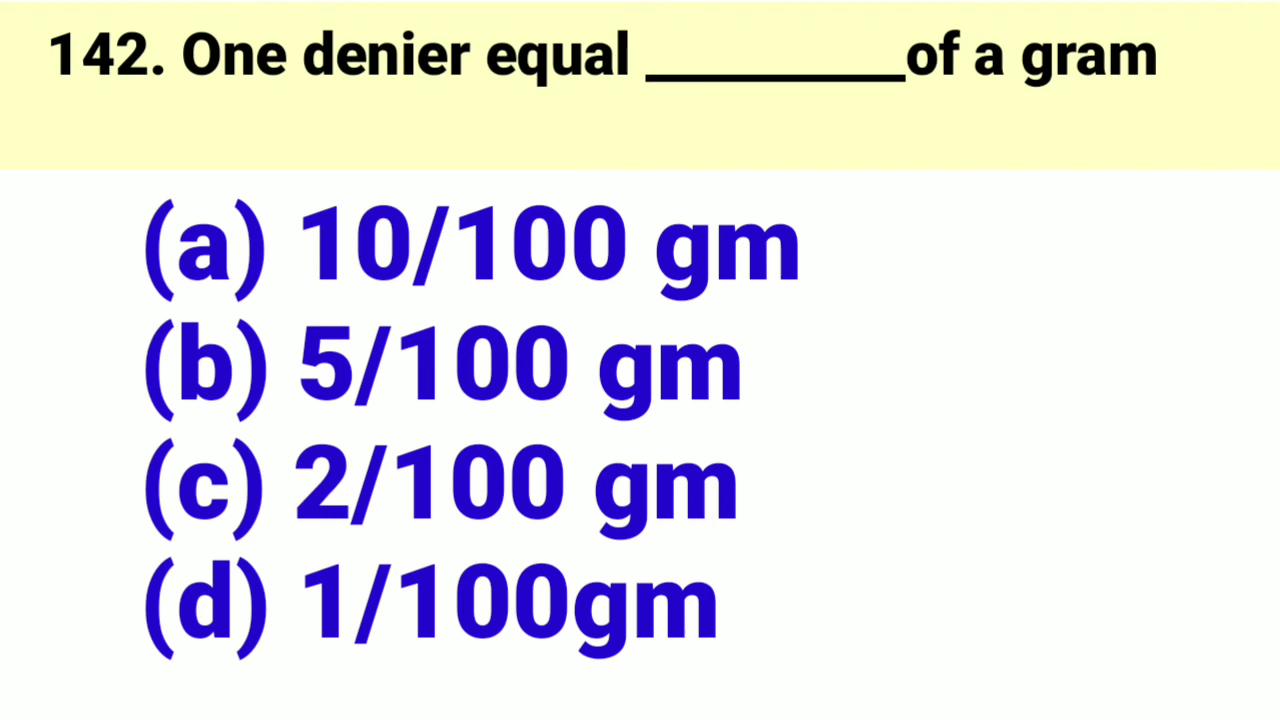 142. One denier equal _________of a gram
(a) 10/100 gm
(b) 5/100 gm
(c) 2/100 gm
(d) 1/100gm